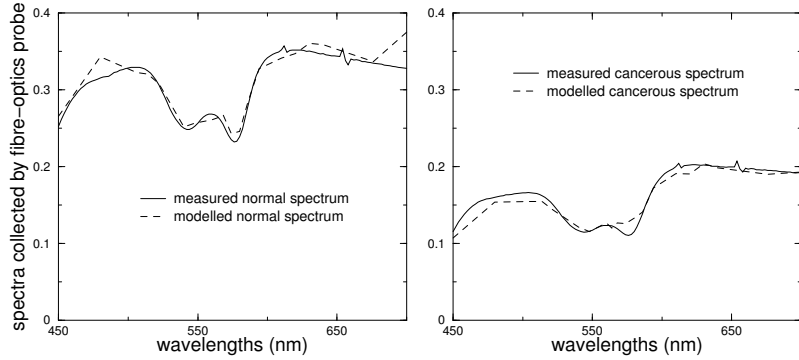 spectra collected by fibre−optics probe
0.4
0.3
0.2
0.1
0
450
550
650
wavelengths (nm)
measured normal spectrum
modelled normal spectrum
0.4
0.3
0.2
0.1
0
450
550
650
wavelengths (nm)
measured cancerous spectrum
modelled cancerous spectrum